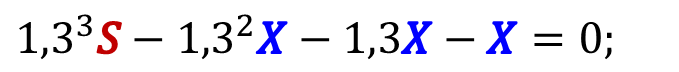 1,3³S − 1,3²X − 1,3X − X = 0;